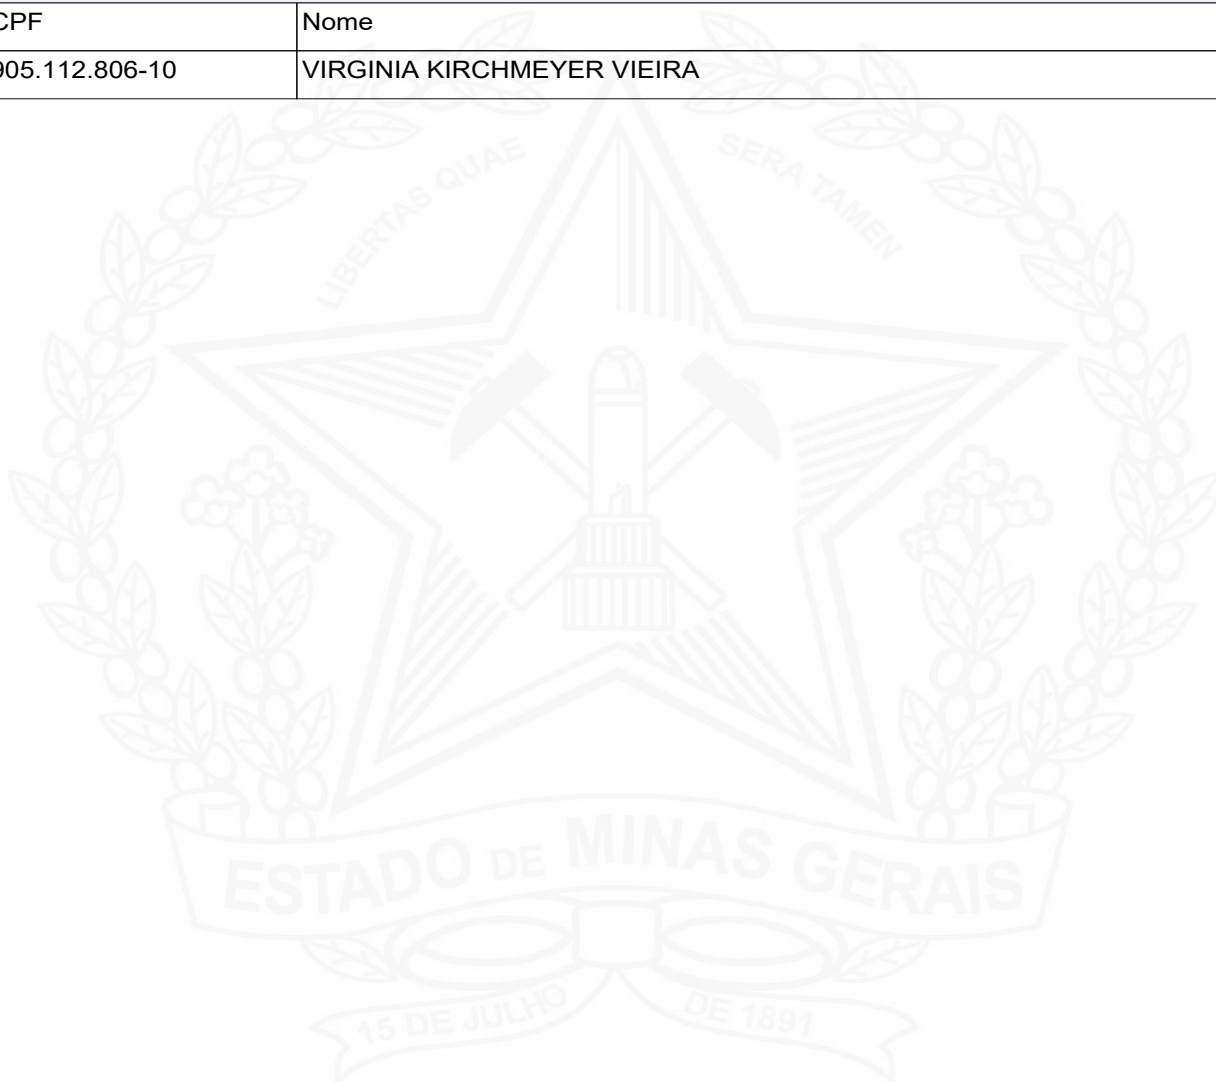 CPF Nome
905.112.806-10 VIRGINIA KIRCHMEYER VIEIRA
LIBERTAS QUAE SERA TAMEN
ESTADO DE MINAS GERAIS
15 DE JULHO DE 1891